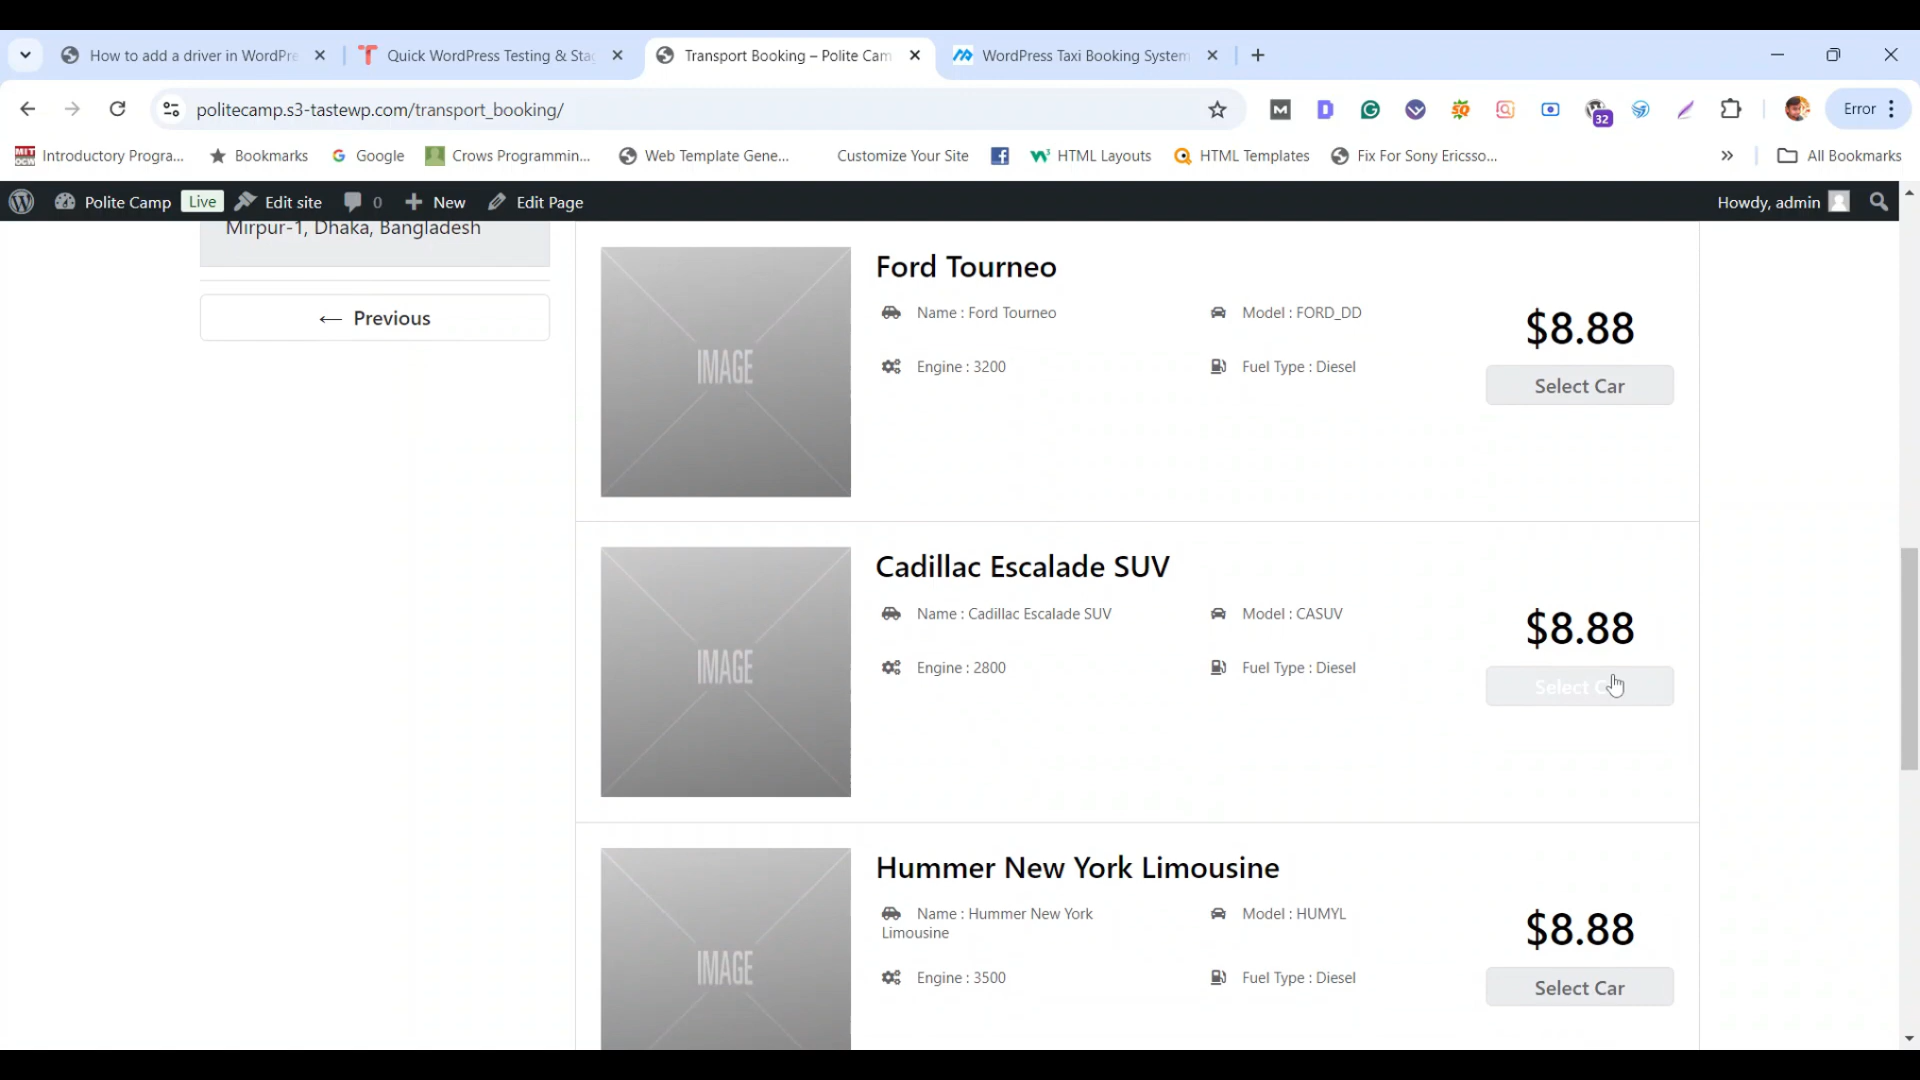 How to add a driver in WordPre
Quick WordPress Testing & Stag
Transport Booking – Polite Cam
WordPress Taxi Booking System
politecamp.s3-tastewp.com/transport_booking/
32
Error
Introductory Progra...
Bookmarks
Google
Crows Programmin...
Web Template Gene...
Customize Your Site
HTML Layouts
HTML Templates
Fix For Sony Ericsso...
All Bookmarks
Polite Camp
Live
Edit site
0
New
Edit Page
Howdy, admin
Mirpur-1, Dhaka, Bangladesh
← Previous
IMAGE
Ford Tourneo
Name : Ford Tourneo
Model : FORD_DD
Engine : 3200
Fuel Type : Diesel
$8.88
Select Car
IMAGE
Cadillac Escalade SUV
Name : Cadillac Escalade SUV
Model : CASUV
Engine : 2800
Fuel Type : Diesel
$8.88
Select
IMAGE
Hummer New York Limousine
Name : Hummer New York
Limousine
Model : HUMYL
Engine : 3500
Fuel Type : Diesel
$8.88
Select Car